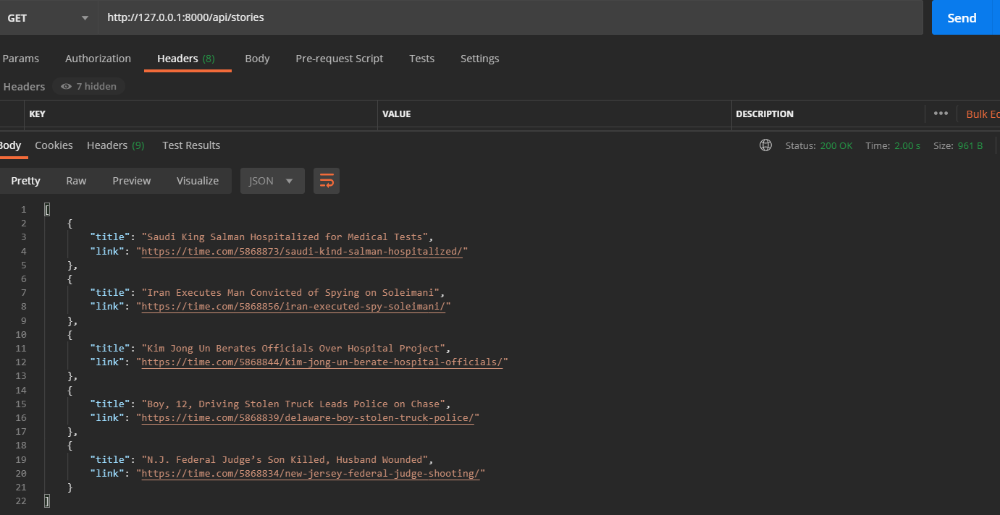 GET http://127.0.0.1:8000/api/stories Send
Params Authorization Headers (8) Body Pre-request Script Tests Settings
Headers 7 hidden
KEY VALUE DESCRIPTION ••• Bulk Ed
Body Cookies Headers (9) Test Results Status: 200 OK Time: 2.00 s Size: 961 B
Pretty Raw Preview Visualize JSON
1 [
2 {
3 "title": "Saudi King Salman Hospitalized for Medical Tests",
4 "link": "https://time.com/5868873/saudi-kind-salman-hospitalized/"
5 },
6 {
7 "title": "Iran Executes Man Convicted of Spying on Soleimani",
8 "link": "https://time.com/5868856/iran-executed-spy-soleimani/"
9 },
10 {
11 "title": "Kim Jong Un Berates Officials Over Hospital Project",
12 "link": "https://time.com/5868844/kim-jong-un-berate-hospital-officials/"
13 },
14 {
15 "title": "Boy, 12, Driving Stolen Truck Leads Police on Chase",
16 "link": "https://time.com/5868839/delaware-boy-stolen-truck-police/"
17 },
18 {
19 "title": "N.J. Federal Judge’s Son Killed, Husband Wounded",
20 "link": "https://time.com/5868834/new-jersey-federal-judge-shooting/"
21 }
22 ]